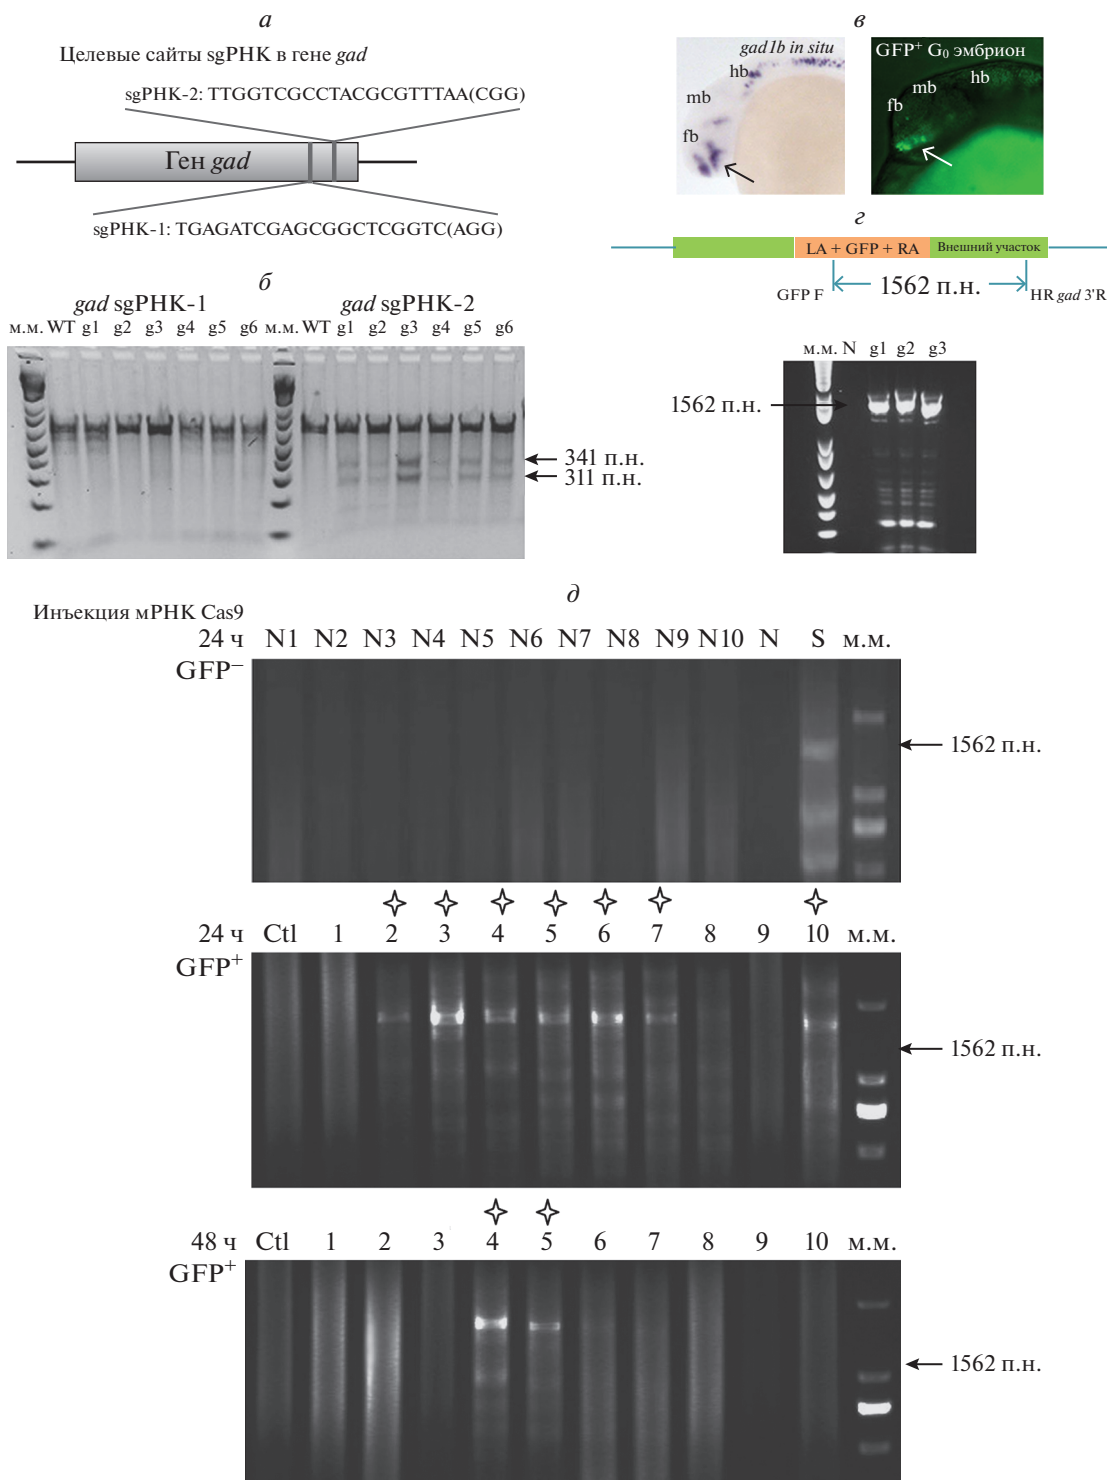 а
Целевые сайты sgРНК в гене gad
sgРНК-2: TTGGTCGCCTACGCGTTTAA(CGG)
Ген gad
sgРНК-1: TGAGATCGAGCGGCTCGGTC(AGG)
б
gad sgРНК-1 gad sgРНК-2
м.м. WT g1 g2 g3 g4 g5 g6 м.м. WT g1 g2 g3 g4 g5 g6
341 п.н.
311 п.н.
в
gad1b in situ
hb
mb
fb
GFP⁺ G₀ эмбрион
hb
mb
fb
г
LA + GFP + RA Внешний участок
GFP F 1562 п.н. HR gad 3'R
м.м. N g1 g2 g3
1562 п.н.
д
Инъекция мРНК Cas9
24 ч N1 N2 N3 N4 N5 N6 N7 N8 N9 N10 N S м.м.
GFP⁻
1562 п.н.
24 ч Ctl 1 2 3 4 5 6 7 8 9 10 м.м.
GFP⁺
1562 п.н.
48 ч Ctl 1 2 3 4 5 6 7 8 9 10 м.м.
GFP⁺
1562 п.н.